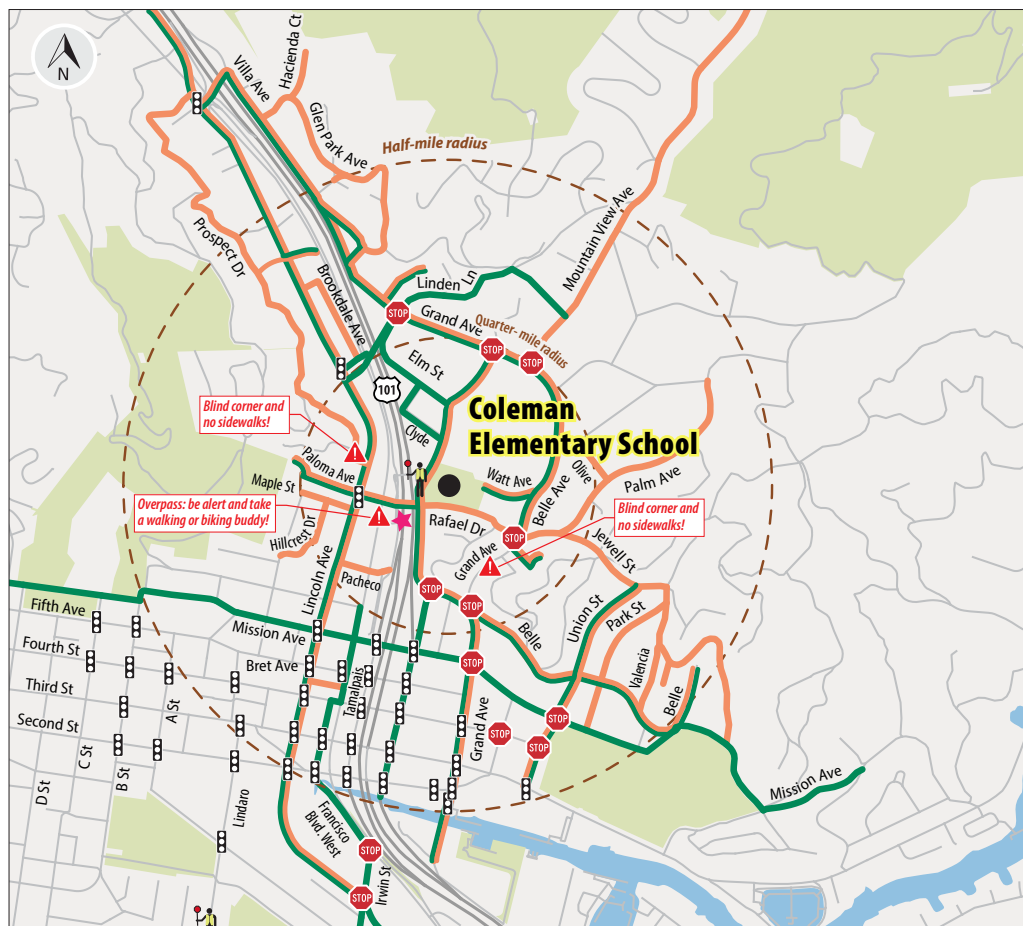 N
Villa Ave
Hacienda Ct
Glen Park Ave
Half-mile radius
Mountain View Ave
Prospect Dr
Brookdale Ave
Linden Ln
STOP
Grand Ave
Quarter- mile radius
STOP
STOP
Elm St
101
Coleman
Elementary School
Clyde
Blind corner and
no sidewalks!
Paloma Ave
Maple St
Watt Ave
Olive
Palm Ave
Belle Ave
Overpass: be alert and take
a walking or biking buddy!
Hillcrest Dr
Rafael Dr
STOP
Blind corner and
no sidewalks!
Grand Ave
Jewell St
Lincoln Ave
Pacheco
STOP
STOP
Fifth Ave
Mission Ave
Belle
Union St
Park St
Fourth St
Bret Ave
STOP
Valencia
Third St
Tamalpais
Belle
A St
Second St
Grand Ave
STOP
STOP
STOP
C St
B St
D St
Lindaro
Mission Ave
Francisco
Blvd. West
STOP
Irwin St
STOP